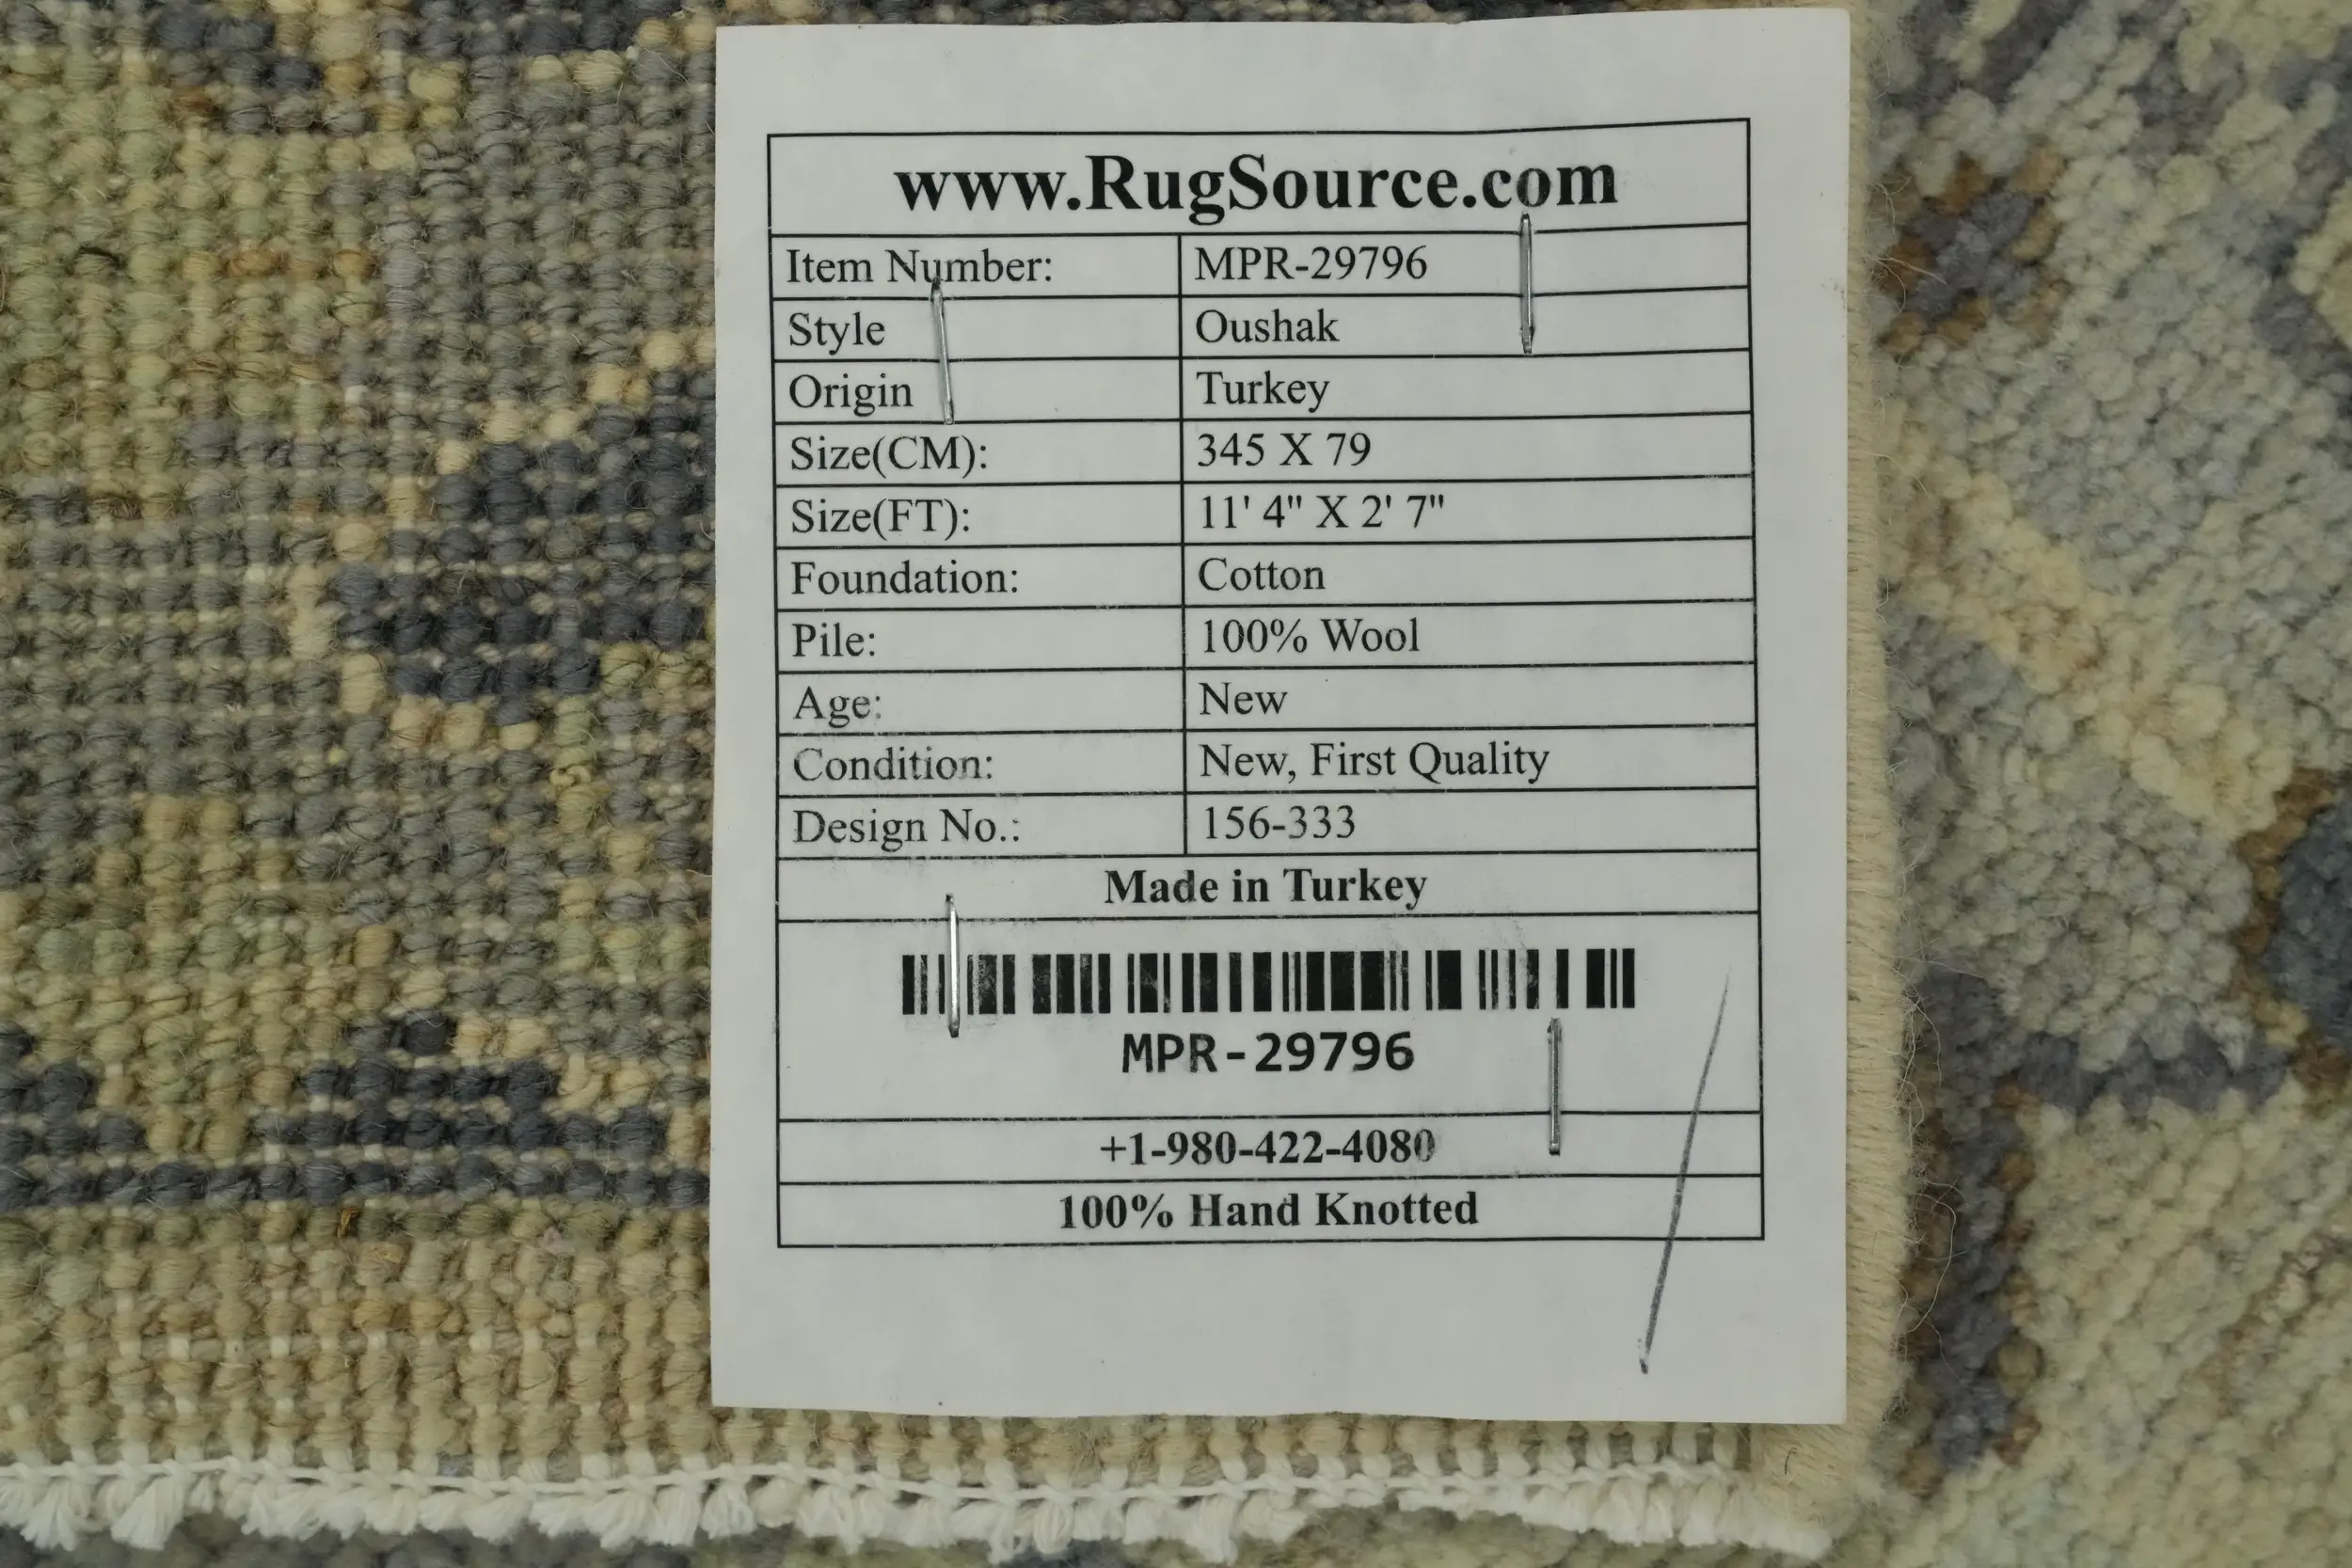 www.RugSource.com
Item Number: MPR-29796
Style Oushak
Origin Turkey
Size(CM): 345 X 79
Size(FT): 11' 4" X 2' 7"
Foundation: Cotton
Pile: 100% Wool
Age: New
Condition: New, First Quality
Design No.: 156-333
Made in Turkey
MPR-29796
+1-980-422-4080
100% Hand Knotted